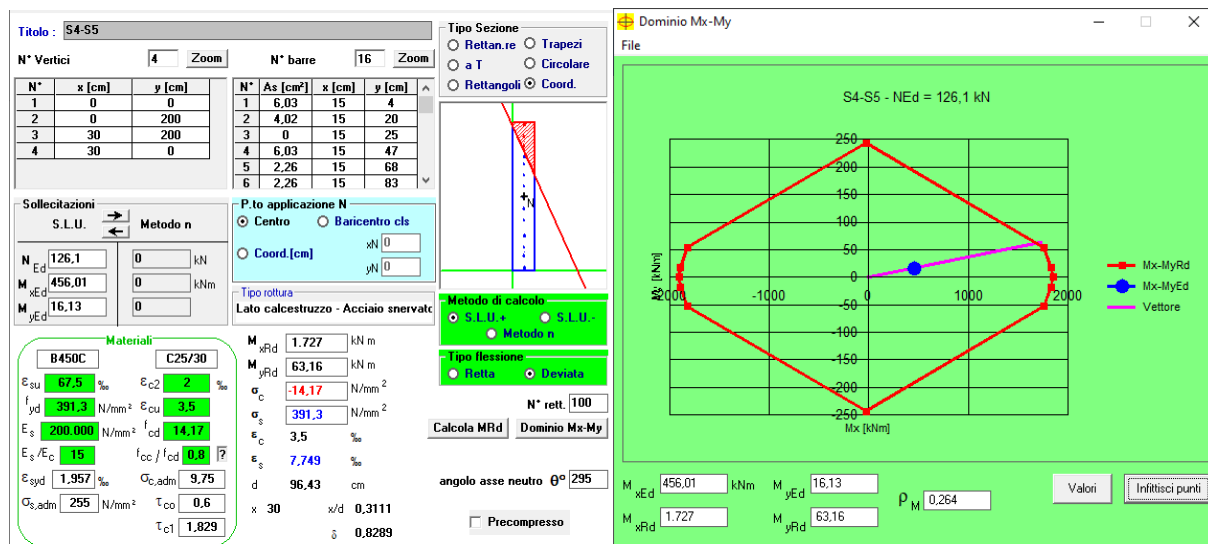 Titolo : S4-S5
N° Vertici 4 Zoom N° barre 16 Zoom
N° x [cm] y [cm]
1 0 0
2 0 200
3 30 200
4 30 0
N° As [cm²] x [cm] y [cm]
1 6,03 15 4
2 4,02 15 20
3 0 15 25
4 6,03 15 47
5 2,26 15 68
6 2,26 15 83
Tipo Sezione
Rettan.re Trapezi
a T Circolare
Rettangoli Coord.
N
Sollecitazioni
S.L.U. Metodo n
N Ed 126,1 0 kN
M xEd 456,01 0 kNm
M yEd 16,13 0
P.to applicazione N
Centro Baricentro cls
Coord.[cm] xN 0
yN 0
Tipo rottura
Lato calcestruzzo - Acciaio snervato
Materiali
B450C C25/30
εsu 67,5 ‰ εc2 2 ‰
fyd 391,3 N/mm² εcu 3,5
Es 200.000 N/mm² fcd 14,17
Es/Ec 15 fcc / fcd 0,8 ?
εsyd 1,957 ‰ σc,adm 9,75
σs,adm 255 N/mm² τco 0,6
τc1 1,829
M xRd 1.727 kN m
M yRd 63,16 kN m
σc -14,17 N/mm²
σs 391,3 N/mm²
εc 3,5 ‰
εs 7,749 ‰
d 96,43 cm
x 30 x/d 0,3111
δ 0,8289
Metodo di calcolo
S.L.U.+ S.L.U.-
Metodo n
Tipo flessione
Retta Deviata
N° rett. 100
Calcola MRd Dominio Mx-My
angolo asse neutro θ° 295
Precompresso
Dominio Mx-My
File
S4-S5 - NEd = 126,1 kN
250
200
150
100
50
0
-50
-100
-150
-200
-250
My [kNm]
-2000 -1000 0 1000 2000
Mx [kNm]
Mx-MyRd
Mx-MyEd
Vettore
M xEd 456,01 kNm M yEd 16,13
M xRd 1.727 M yRd 63,16
ρM 0,264
Valori Infittisci punti